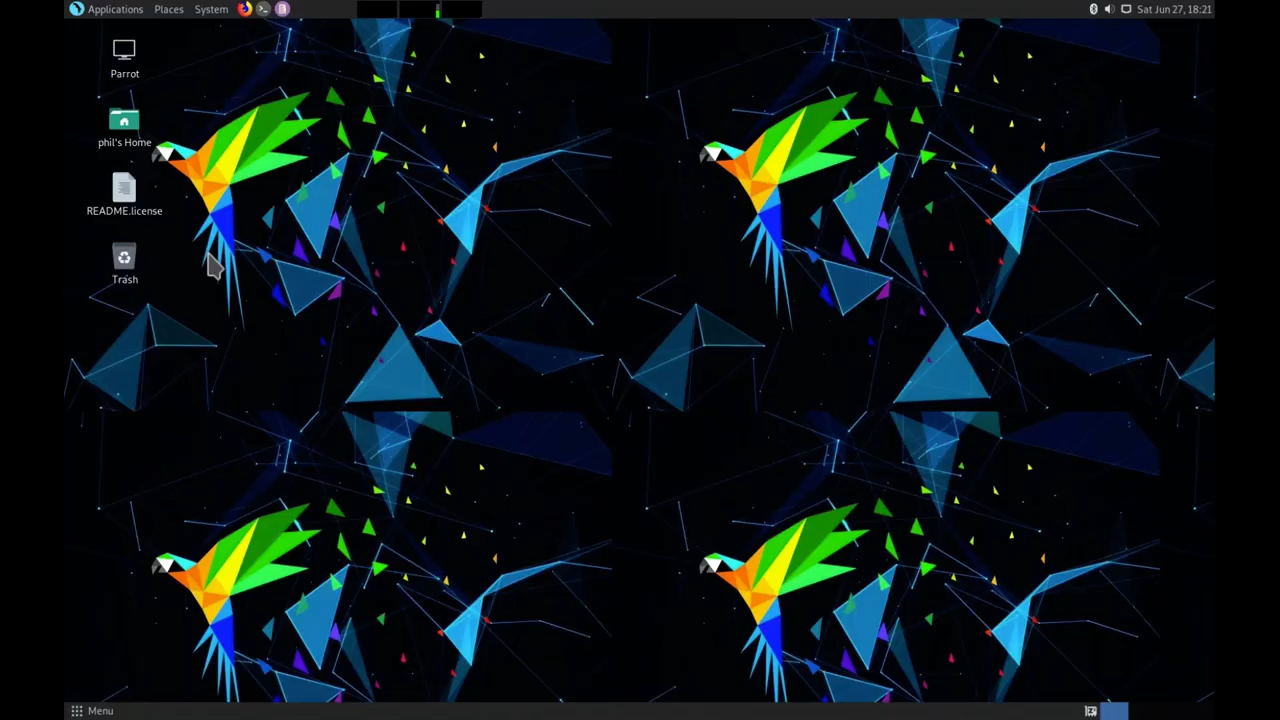 Applications Places System Sat Jun 27, 18:21
Parrot
phil's Home
README.license
Trash
Menu